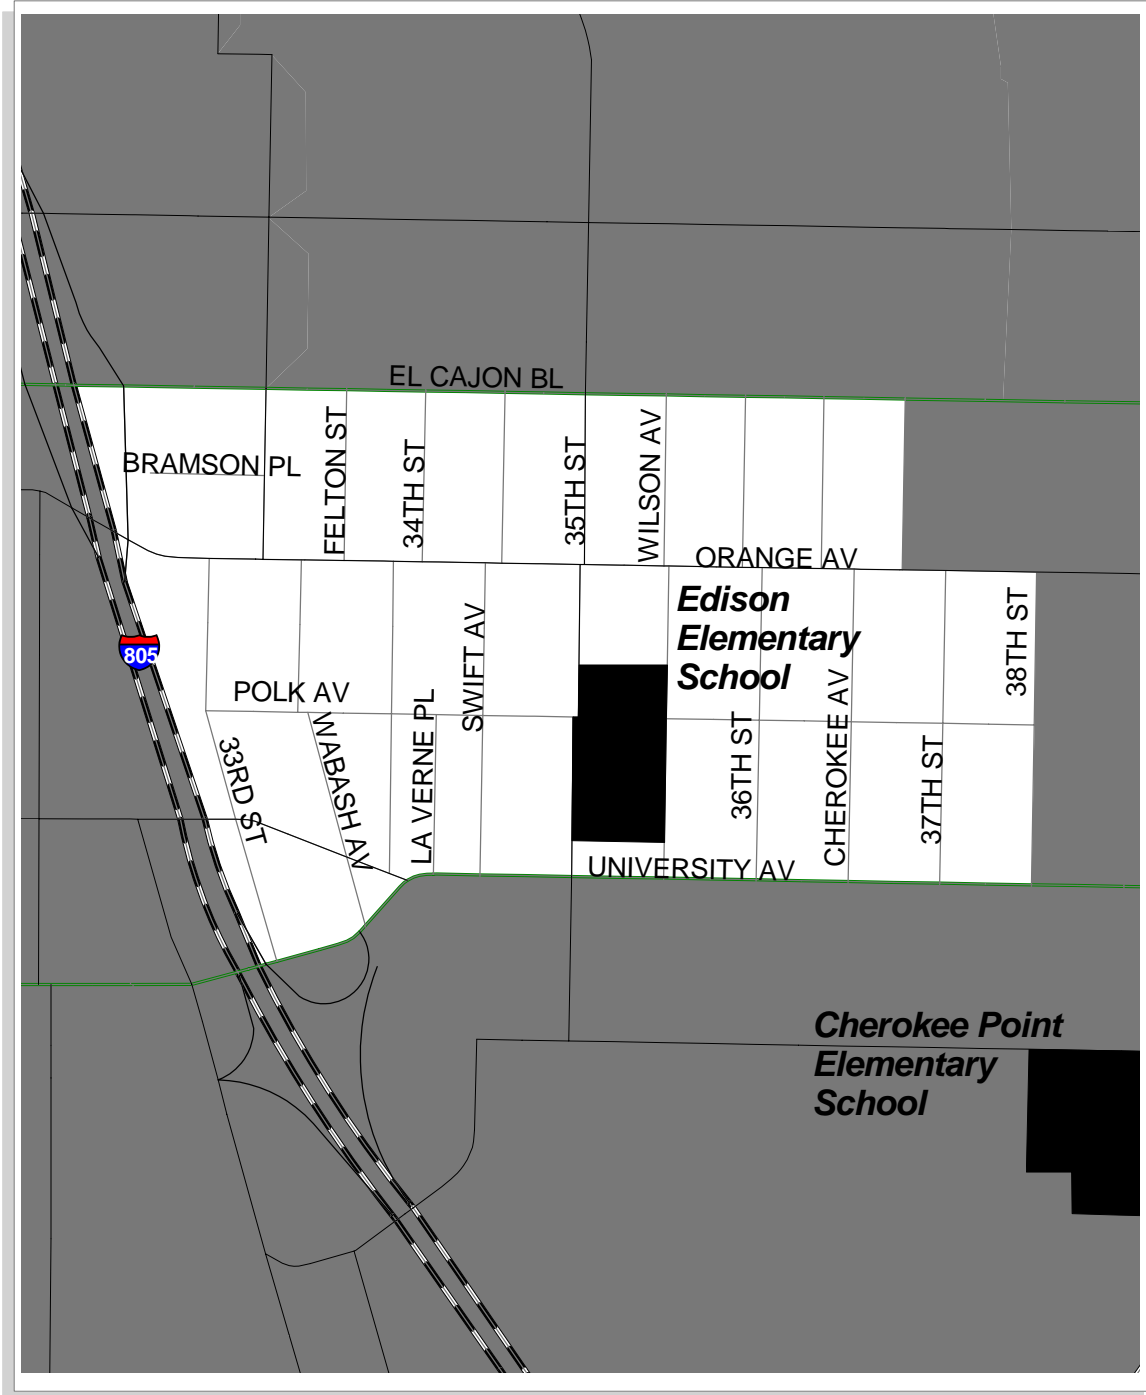 EL CAJON BL
BRAMSON PL
FELTON ST
34TH ST
35TH ST
WILSON AV
ORANGE AV
Edison
Elementary
School
38TH ST
805
SWIFT AV
POLK AV
LA VERNE PL
WABASH AV
33RD ST
36TH ST
CHEROKEE AV
37TH ST
UNIVERSITY AV
Cherokee Point
Elementary
School